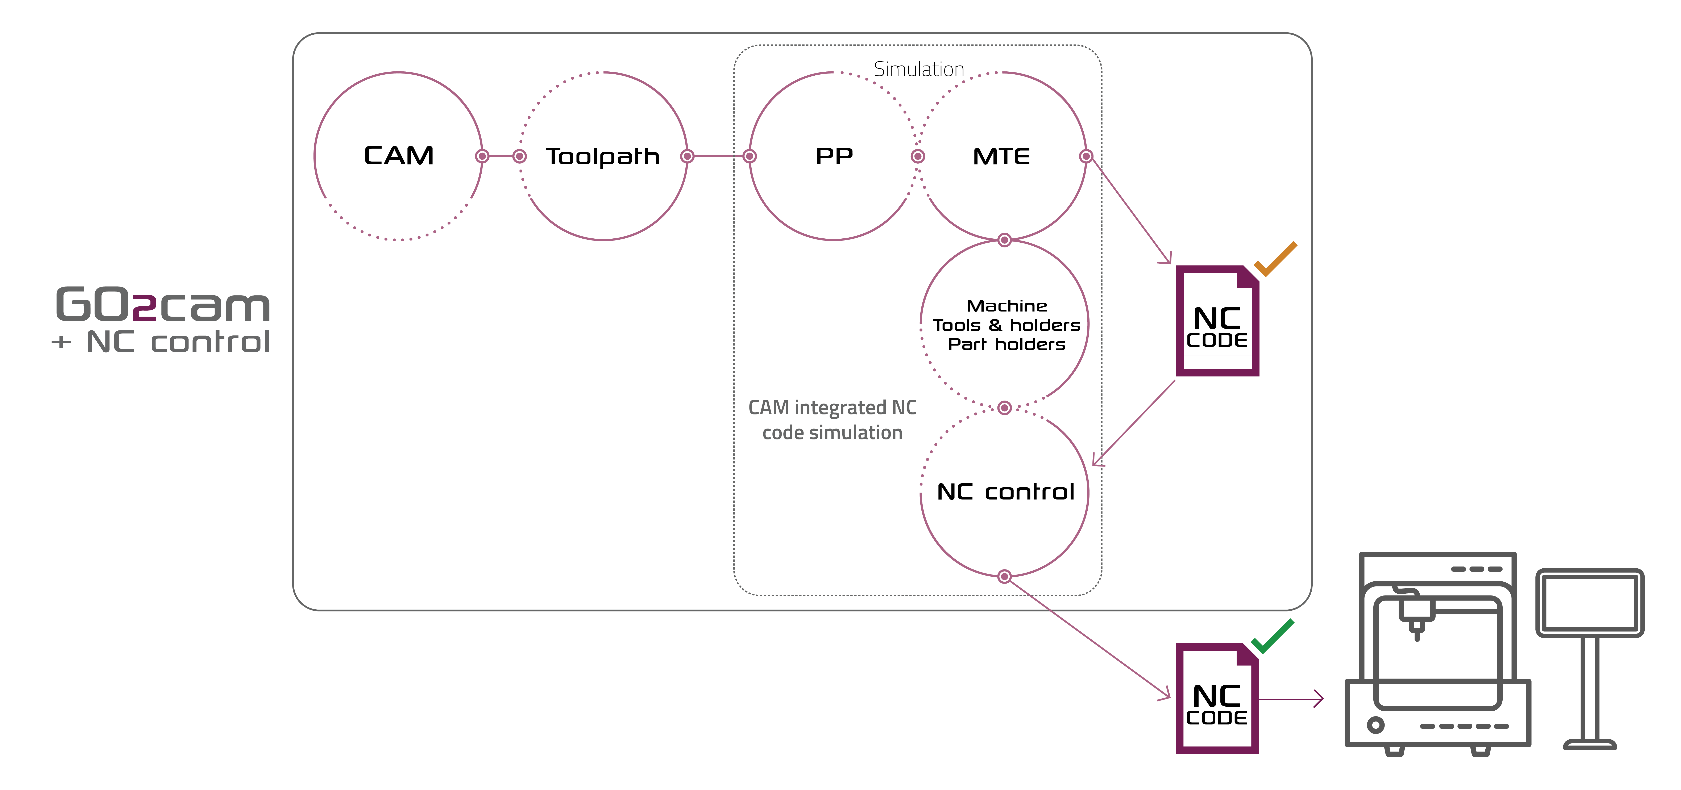 Simulation
CAM
Toolpath
PP
MTE
Machine
Tools & holders
Part holders
NC
CODE
GO2cam
+ NC control
CAM integrated NC
code simulation
NC control
NC
CODE